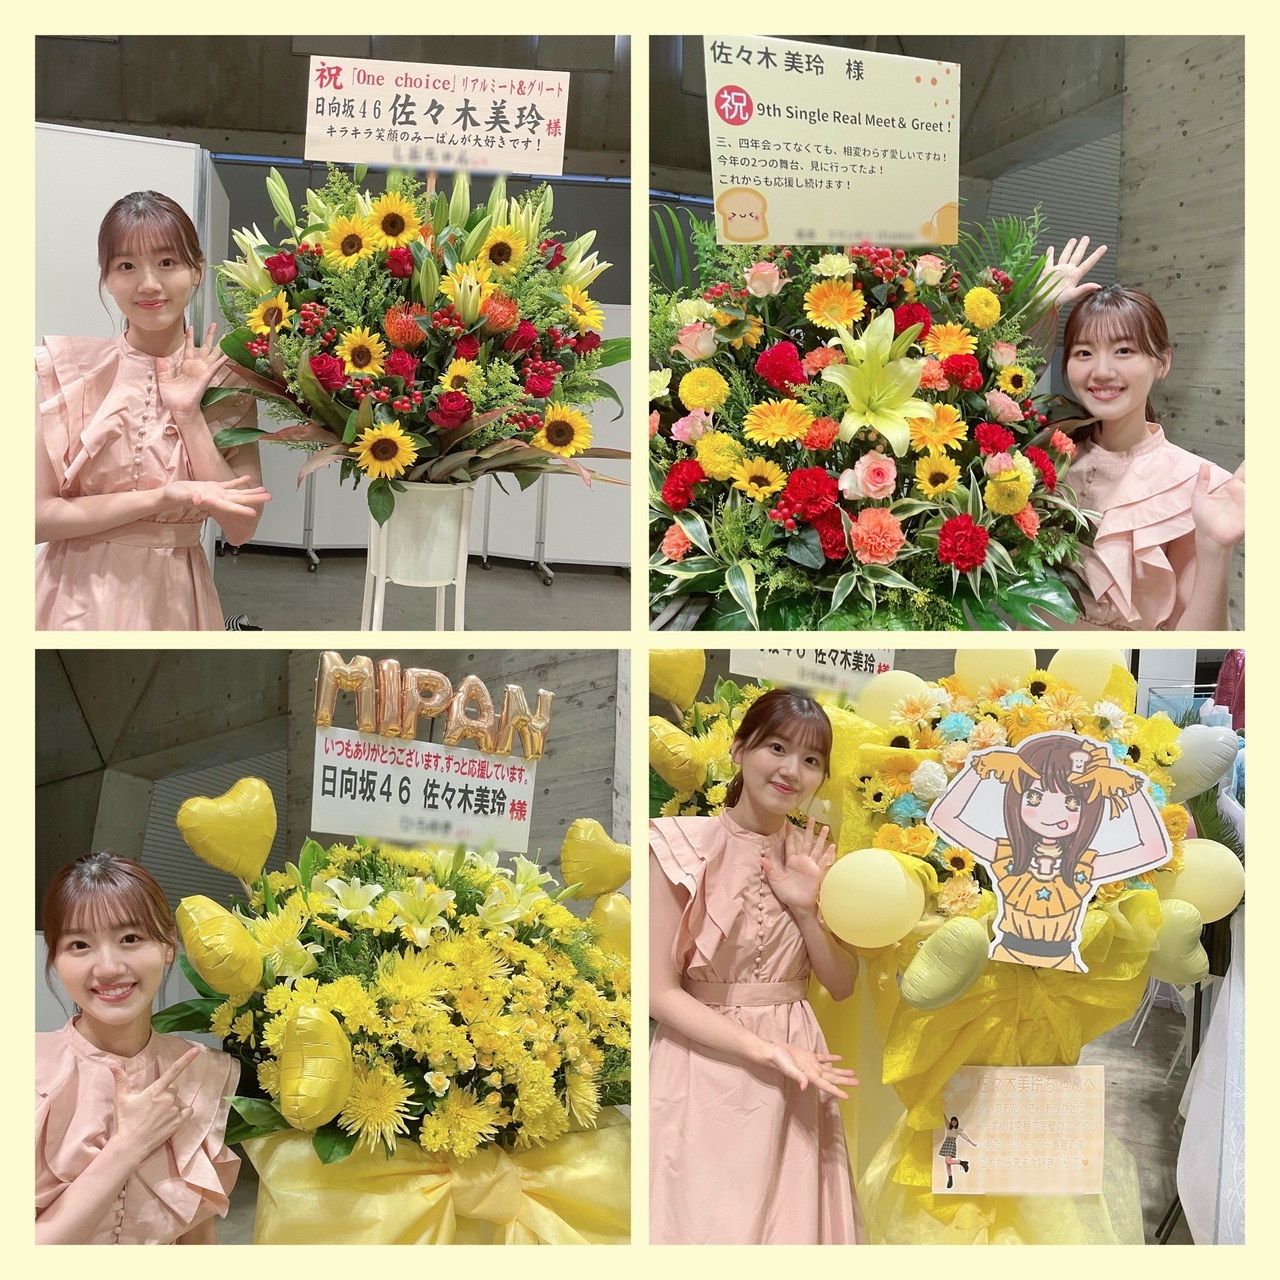 祝「One choice」リアルミート&グリート
日向坂46 佐々木美玲様
キラキラ笑顔のみーぱんが大好きです！
佐々木 美玲 様
祝 9th Single Real Meet & Greet !
三、四年会ってなくても、相変わらず愛しいですね！
今年の2つの舞台、見に行ってたよ！
これからも応援し続けます！
MIPAN
いつもありがとうございます。ずっと応援しています。
日向坂46 佐々木美玲様
佐々木美玲様
佐々木美玲ちゃんへ